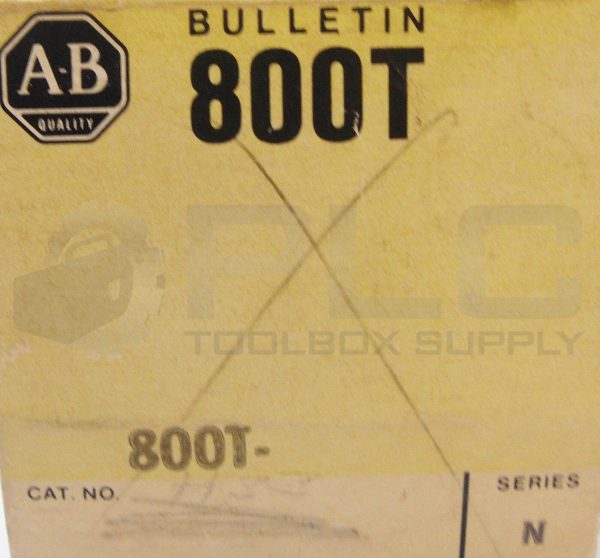 BULLETIN
800T
A-B
QUALITY
PLC
TOOLBOX SUPPLY
800T-
CAT. NO.
SERIES
N